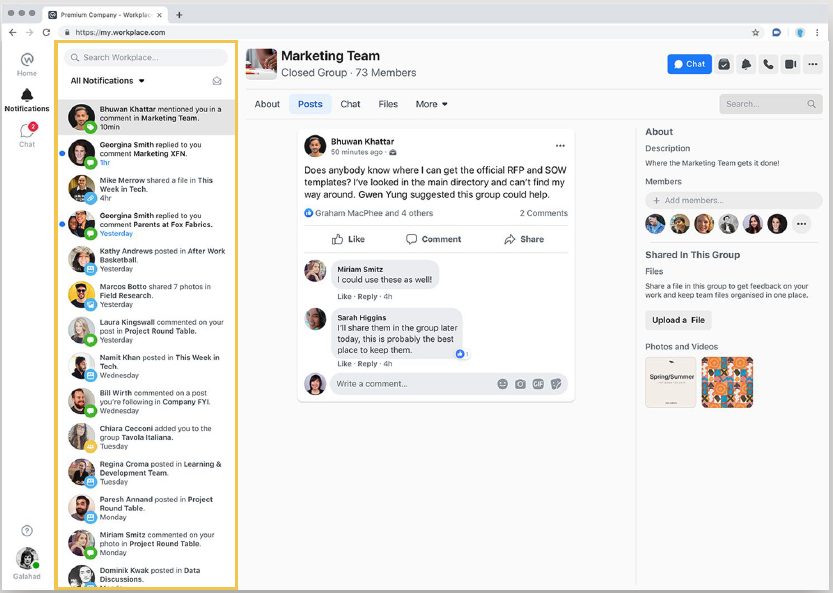 Premium Company - Workplac
https://my.workplace.com
Home
Notifications
2
Chat
Galahad
Search Workplace...
All Notifications
Bhuwan Khattar mentioned you in a
comment in Marketing Team.
10min
Georgina Smith replied to you
comment Marketing XFN.
1hr
Mike Merrow shared a file in This
Week in Tech.
4hr
Georgina Smith replied to you
comment Parents at Fox Fabrics.
Yesterday
Kathy Andrews posted in After Work
Basketball.
Yesterday
Marcos Botto shared 7 photos in
Field Research.
Yesterday
Laura Kingswall commented on your
post in Project Round Table.
Yesterday
Namit Khan posted in This Week in
Tech.
Wednesday
Bill Wirth commented on a post
you're following in Company FYI.
Wednesday
Chiara Cecconi added you to the
group Tavola Italiana.
Tuesday
Regina Croma posted in Learning &
Development Team.
Tuesday
Paresh Annand posted in Project
Round Table.
Monday
Miriam Smitz commented on your
photo in Project Round Table.
Monday
Dominik Kwak posted in Data
Discussions.
Marketing Team
Closed Group · 73 Members
Chat
About
Posts
Chat
Files
More
Search...
Bhuwan Khattar
50 minutes ago ·
Does anybody know where I can get the official RFP and SOW
templates? I've looked in the main directory and can't find my
way around. Gwen Yung suggested this group could help.
Graham MacPhee and 4 others
2 Comments
Like
Comment
Share
Miriam Smitz
I could use these as well!
Like · Reply · 4h
Sarah Higgins
I'll share them in the group later
today, this is probably the best
place to keep them.
1
Like · Reply · 4h
Write a comment...
GIF
About
Description
Where the Marketing Team gets it done!
Members
+ Add members...
Shared In This Group
Files
Share a file in this group to get feedback on your
work and keep team files organised in one place.
Upload a File
Photos and Videos
Spring/Summer